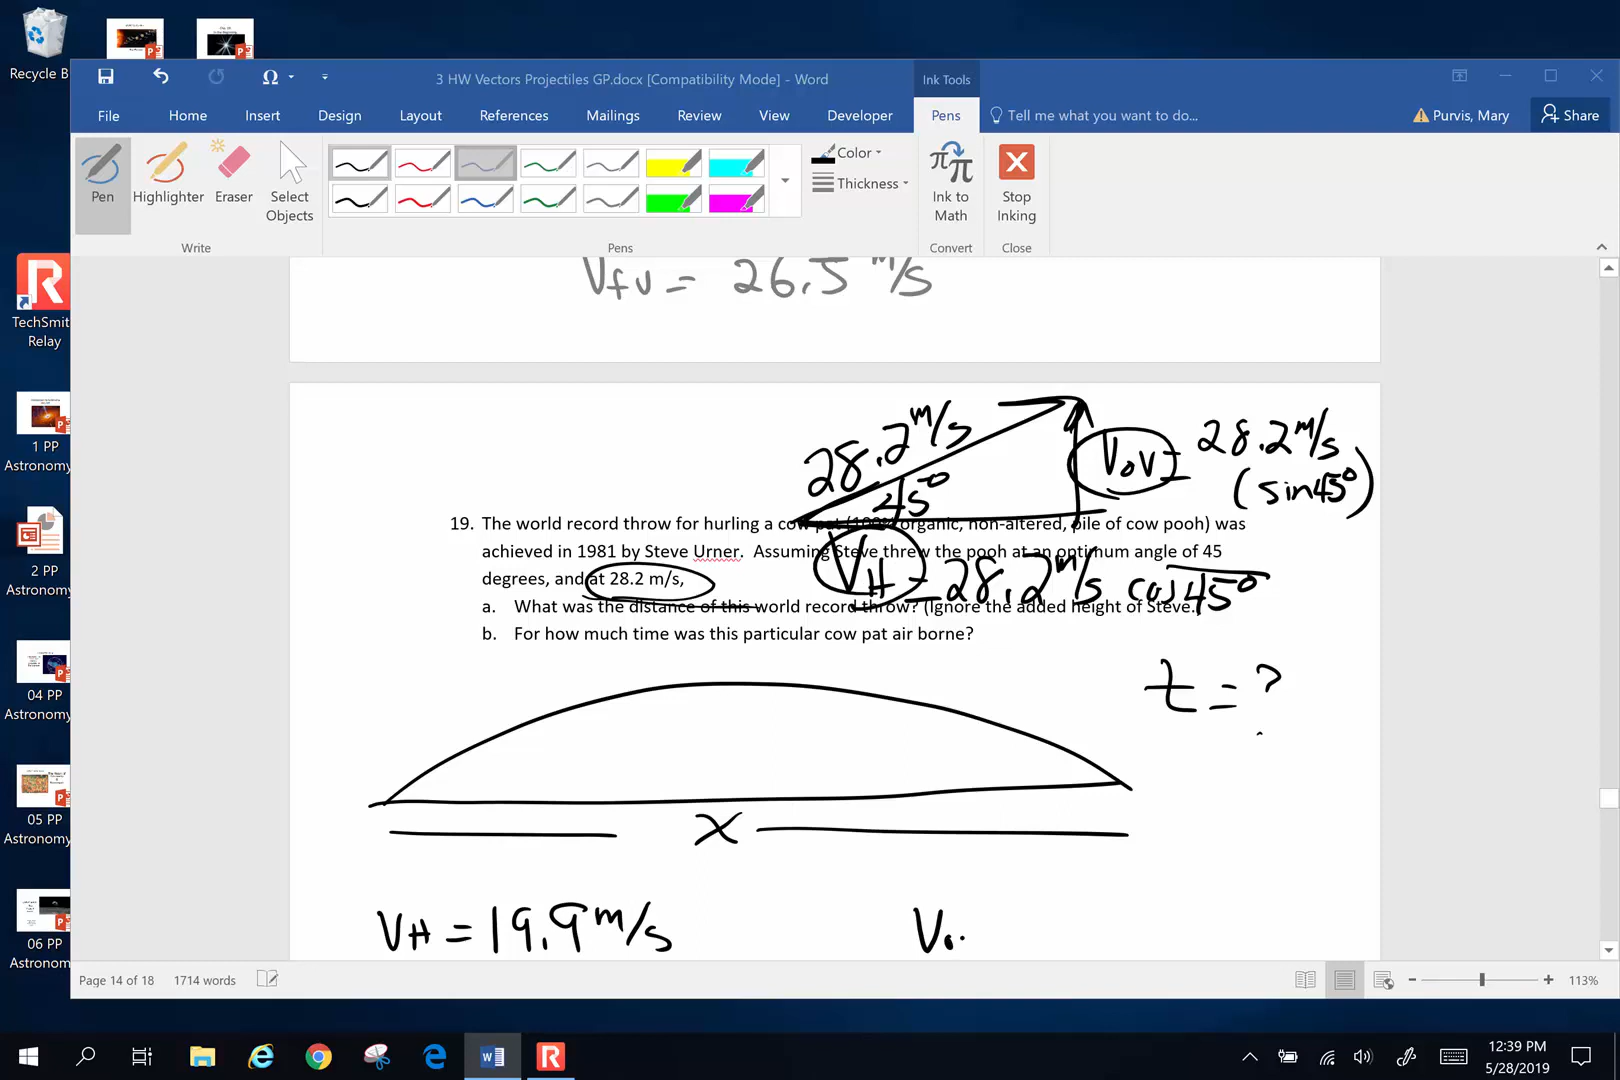 Recycle B
3 HW Vectors Projectiles GP.docx [Compatibility Mode] - Word
Ink Tools
File
Home
Insert
Design
Layout
References
Mailings
Review
View
Developer
Pens
Tell me what you want to do...
Purvis, Mary
Share
Pen
Highlighter
Eraser
Select
Objects
Color
Thickness
Ink to
Math
Stop
Inking
Write
Pens
Convert
Close
TechSmit
Relay
1 PP
Astronomy
2 PP
Astronomy
04 PP
Astronomy
05 PP
Astronomy
06 PP
Astronomy
Vfv = 26.5 m/s
28.2 m/s
45°
Vov = 28.2 m/s
(sin45°)
19. The world record throw for hurling a cow pat (100% organic, non-altered, pile of cow pooh) was
achieved in 1981 by Steve Urner. Assuming Steve threw the pooh at an optimum angle of 45
degrees, and at 28.2 m/s,
VH = 28.2 m/s cos 45°
a. What was the distance of this world record throw? (Ignore the added height of Steve.
b. For how much time was this particular cow pat air borne?
t = ?
x
VH = 19.9 m/s
Vo
Page 14 of 18
1714 words
113%
12:39 PM
5/28/2019